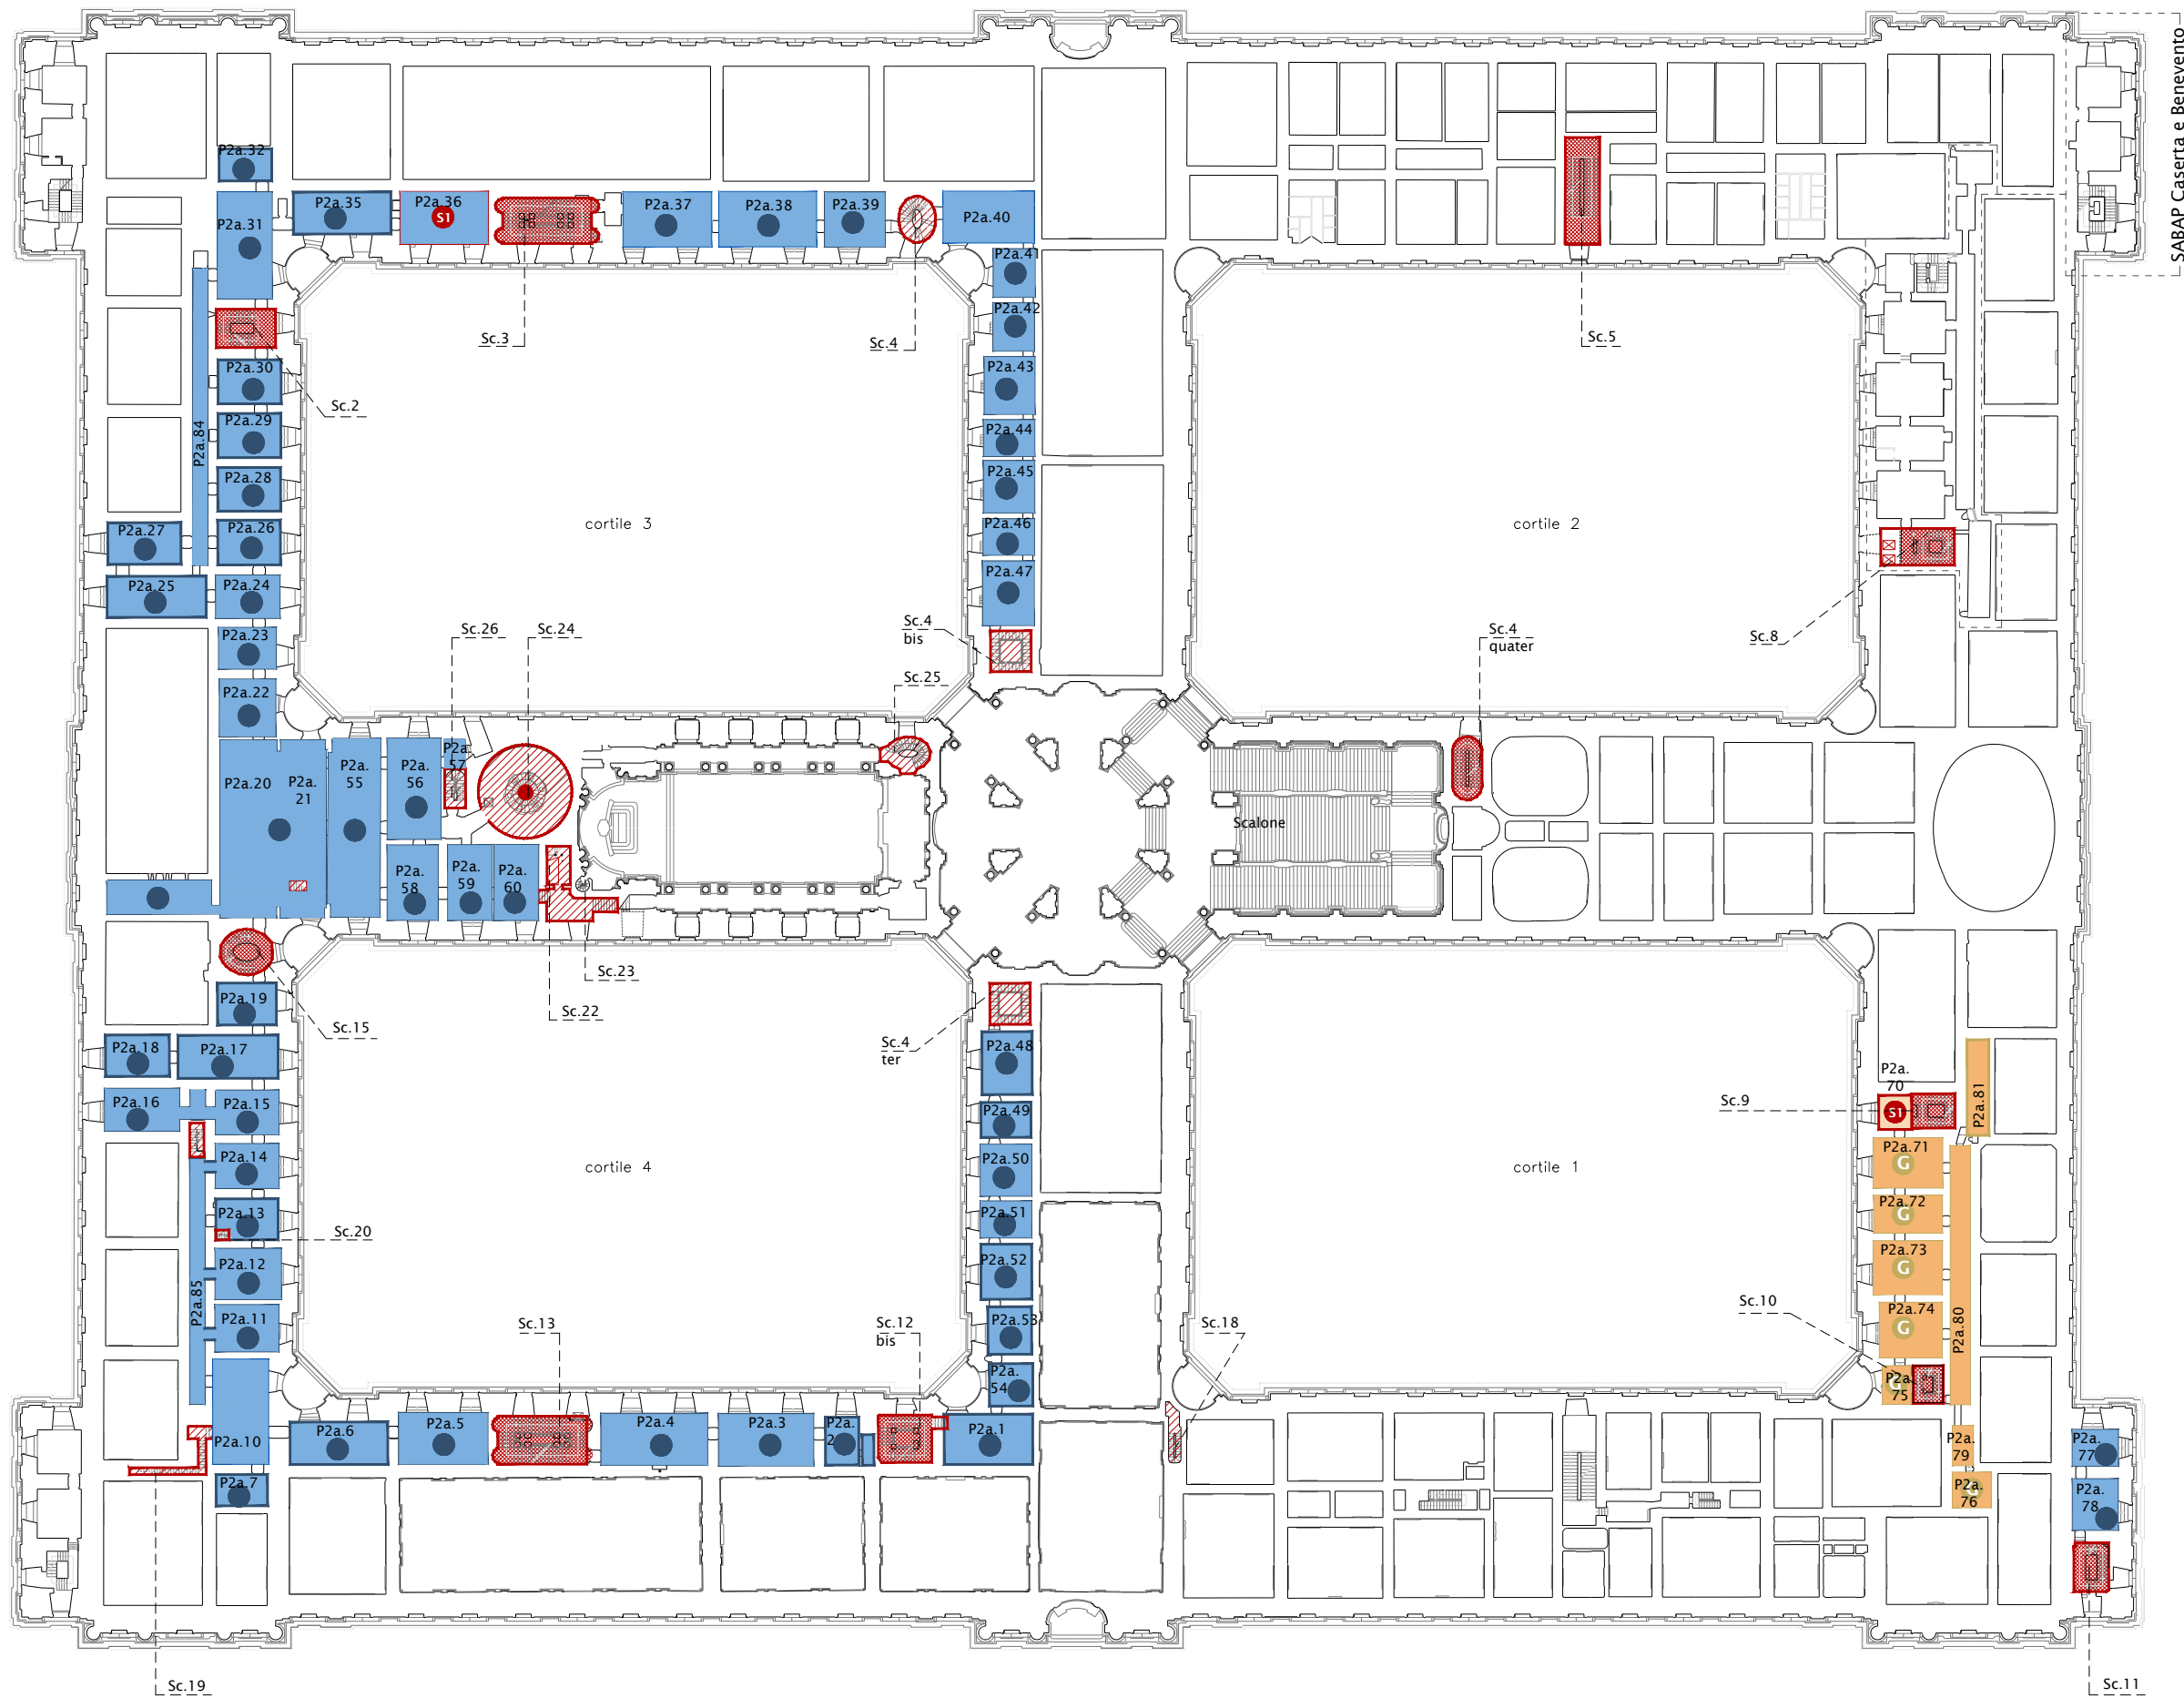 SABAP Caserta e Benevento
P2a.32
P2a.31
P2a.35
P2a.36
S1
P2a.37
P2a.38
P2a.39
P2a.40
P2a.41
P2a.42
Sc.3
Sc.4
Sc.5
P2a.30
P2a.43
Sc.2
P2a.29
P2a.84
P2a.44
P2a.28
P2a.45
P2a.27
P2a.26
cortile 3
P2a.46
cortile 2
P2a.25
P2a.24
P2a.47
P2a.23
Sc.26
Sc.24
Sc.4
bis
Sc.4
quater
Sc.8
P2a.22
Sc.25
P2a.20
P2a.
21
P2a.
55
P2a.
56
P2a.
57
Scalone
P2a.
58
P2a.
59
P2a.
60
Sc.23
Sc.22
Sc.15
P2a.19
P2a.18
P2a.17
Sc.4
ter
P2a.48
P2a.
70
S1
Sc.9
P2a.81
P2a.16
P2a.15
P2a.49
P2a.14
P2a.50
cortile 4
cortile 1
P2a.71
G
P2a.13
Sc.20
P2a.51
P2a.72
G
P2a.12
P2a.52
P2a.73
G
P2a.85
P2a.11
P2a.53
P2a.74
G
P2a.80
Sc.13
Sc.12
bis
Sc.18
Sc.10
P2a.
54
P2a.
75
G
P2a.10
P2a.6
P2a.5
P2a.4
P2a.3
P2a.
2
P2a.1
P2a.
79
P2a.
77
P2a.7
P2a.
76
G
P2a.
78
Sc.19
Sc.11